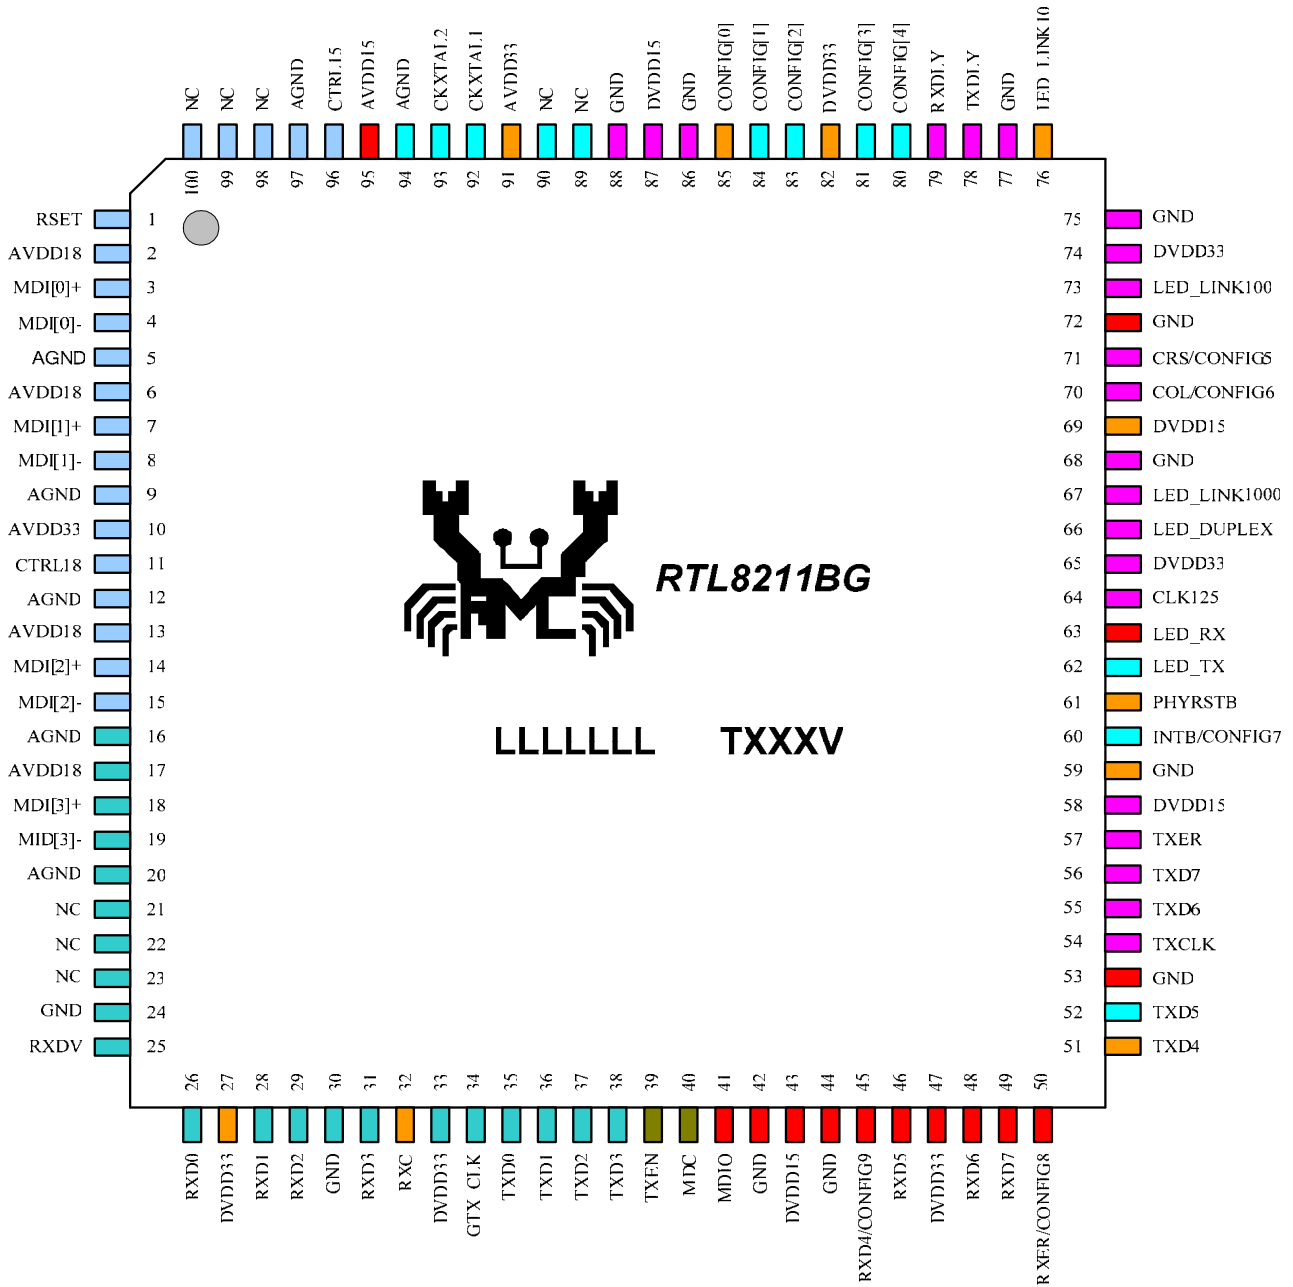 NC
NC
NC
AGND
CTRL15
AVDD15
AGND
CKXTAL2
CKXTAL1
AVDD33
NC
NC
GND
DVDD15
GND
CONFIG[0]
CONFIG[1]
CONFIG[2]
DVDD33
CONFIG[3]
CONFIG[4]
RXDLY
TXDLY
GND
LED_LINK10
100 99 98 97 96 95 94 93 92 91 90 89 88 87 86 85 84 83 82 81 80 79 78 77 76
RSET 1
AVDD18 2
MDI[0]+ 3
MDI[0]- 4
AGND 5
AVDD18 6
MDI[1]+ 7
MDI[1]- 8
AGND 9
AVDD33 10
CTRL18 11
AGND 12
AVDD18 13
MDI[2]+ 14
MDI[2]- 15
AGND 16
AVDD18 17
MDI[3]+ 18
MID[3]- 19
AGND 20
NC 21
NC 22
NC 23
GND 24
RXDV 25
RTL8211BG
LLLLLLL TXXXV
75 GND
74 DVDD33
73 LED_LINK100
72 GND
71 CRS/CONFIG5
70 COL/CONFIG6
69 DVDD15
68 GND
67 LED_LINK1000
66 LED_DUPLEX
65 DVDD33
64 CLK125
63 LED_RX
62 LED_TX
61 PHYRSTB
60 INTB/CONFIG7
59 GND
58 DVDD15
57 TXER
56 TXD7
55 TXD6
54 TXCLK
53 GND
52 TXD5
51 TXD4
26 27 28 29 30 31 32 33 34 35 36 37 38 39 40 41 42 43 44 45 46 47 48 49 50
RXD0
DVDD33
RXD1
RXD2
GND
RXD3
RXC
DVDD33
GTX_CLK
TXD0
TXD1
TXD2
TXD3
TXEN
MDC
MDIO
GND
DVDD15
GND
RXD4/CONFIG9
RXD5
DVDD33
RXD6
RXD7
RXER/CONFIG8